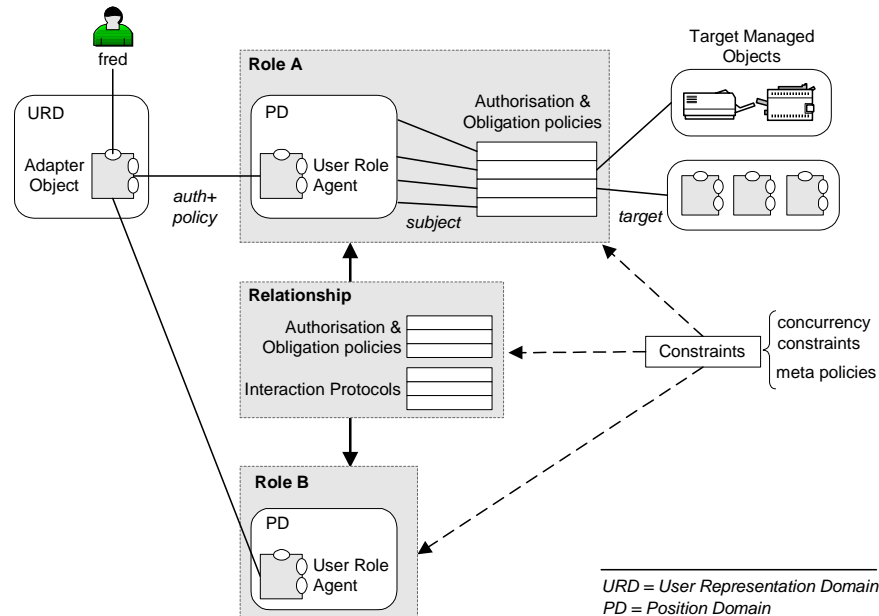 fred
Role A
Target Managed
Objects
URD
PD
Authorisation &
Obligation policies
Adapter
Object
User Role
Agent
auth+
policy
subject
target
Relationship
Authorisation &
Obligation policies
Interaction Protocols
Constraints
concurrency
constraints
meta policies
Role B
PD
User Role
Agent
URD = User Representation Domain
PD = Position Domain